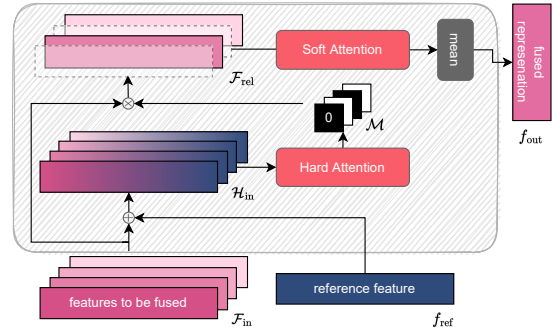 Soft Attention
mean
fused
represenation
F_rel
f_out
0
M
Hard Attention
H_in
features to be fused
F_in
reference feature
f_ref